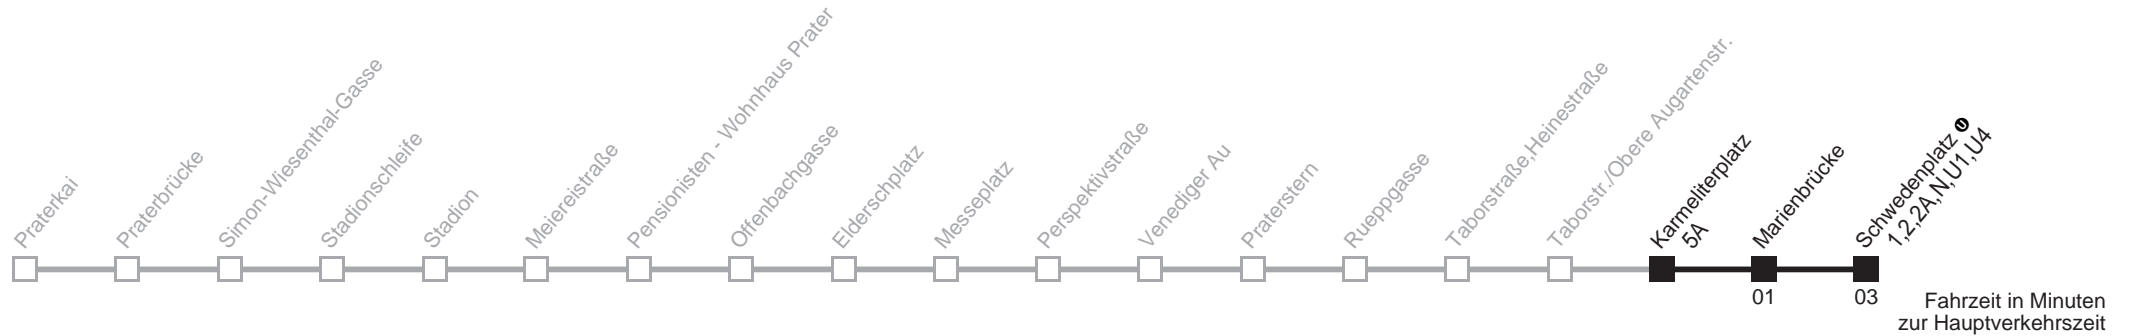 Praterkai
Praterbrücke
Simon-Wiesenthal-Gasse
Stadionschleife
Stadion
Meiereistraße
Pensionisten - Wohnhaus Prater
Offenbachgasse
Elderschplatz
Messeplatz
Perspektivstraße
Venediger Au
Praterstern
Rueppgasse
Taborstraße,Heinestraße
Taborstr./Obere Augartenstr.
Karmeliterplatz
5A
Marienbrücke
Schwedenplatz U
1,2,2A,N,U1,U4
01
03
Fahrzeit in Minuten
zur Hauptverkehrszeit